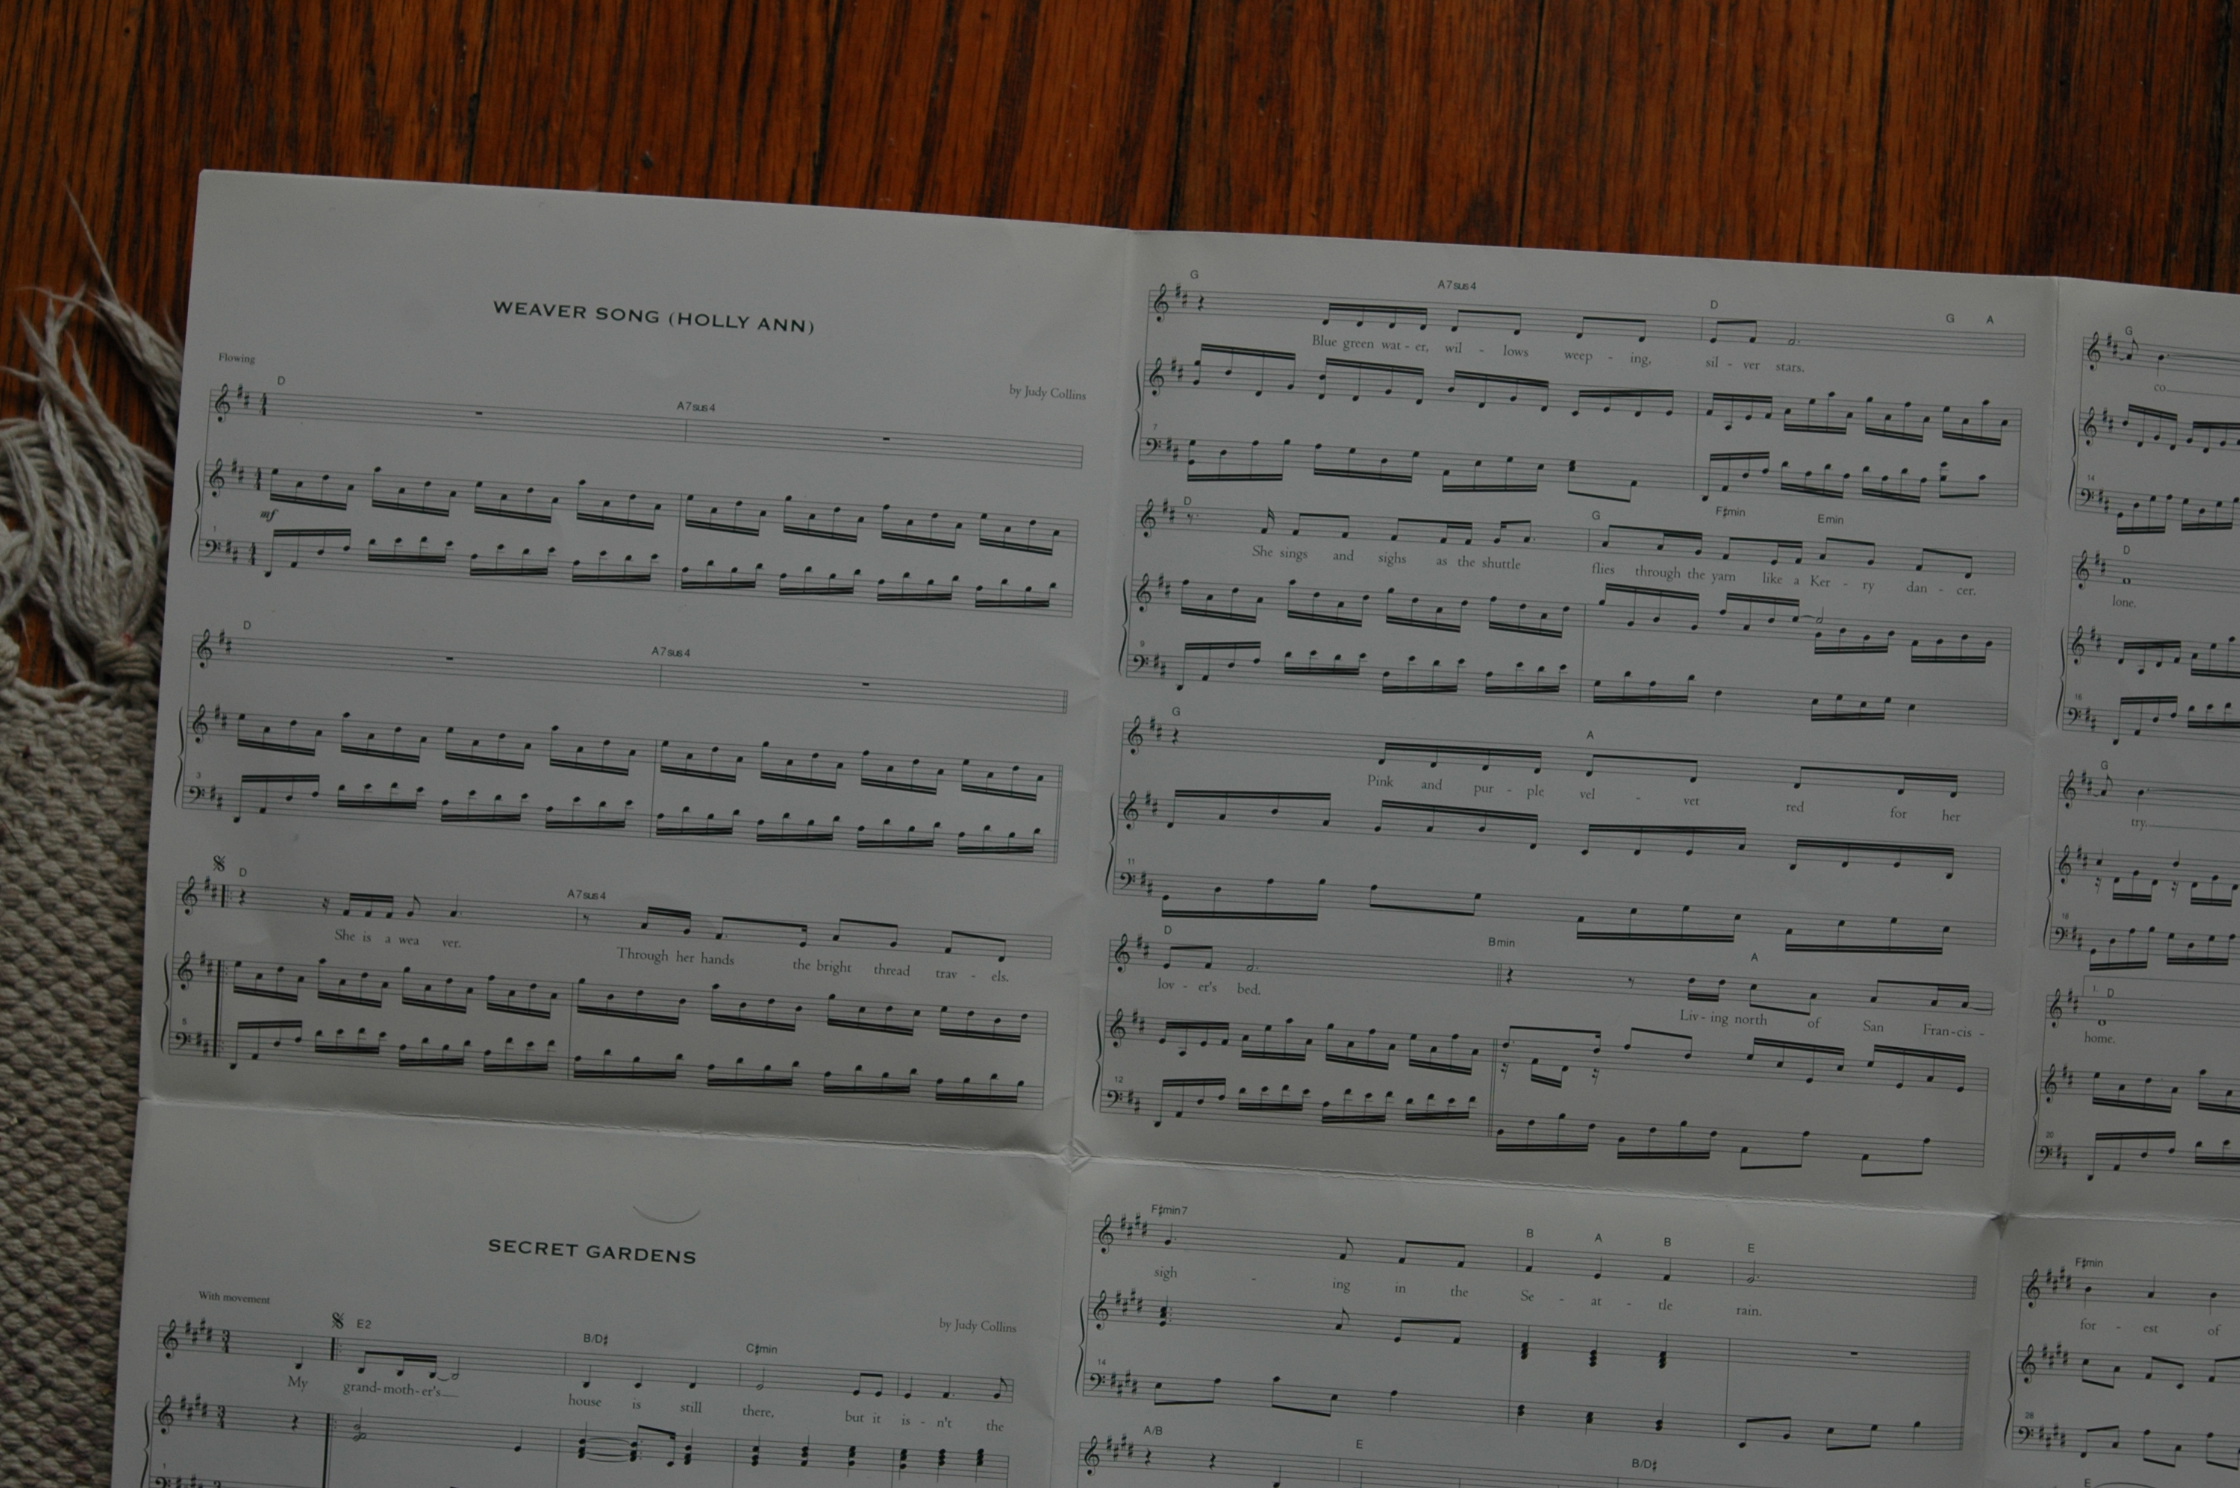 WEAVER SONG (HOLLY ANN)
Flowing
by Judy Collins
D A7sus4
mf
1
D A7sus4
3
D A7sus4
She is a wea ver. Through her hands the bright thread trav - els.
5
G A7sus4 D G A
Blue green wat - er, wil - lows weep - ing, sil - ver stars.
7
D G F♯min Emin
She sings and sighs as the shuttle flies through the yarn like a Ker - ry dan - cer.
9
G A
Pink and pur - ple vel - vet red for her
11
D Bmin A
lov - er's bed. Liv - ing north of San Fran - cis -
12
G
co
14
D
lone.
16
G
try
18
1. D
home.
20
SECRET GARDENS
With movement
by Judy Collins
E2 B/D♯ C♯min
My grand - moth - er's house is still there, but it is - n't the
1
F♯min7 B A B E
sigh - ing in the Se - at - tle rain.
14
A/B E B/D♯
F♯min
for - est of
28
E